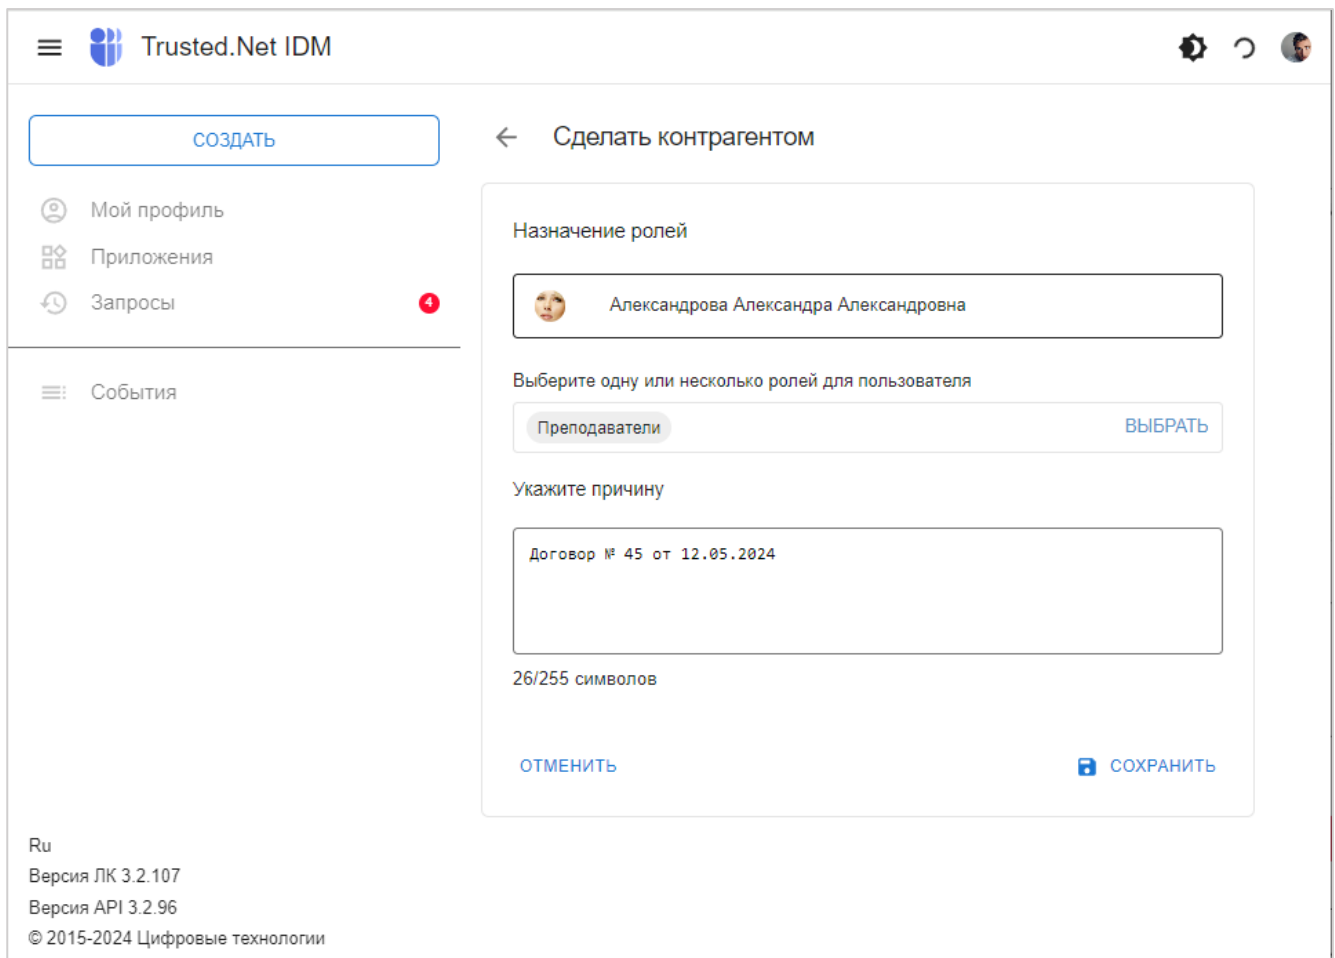 Trusted.Net IDM
СОЗДАТЬ
Мой профиль
Приложения
Запросы
4
События
Сделать контрагентом
Назначение ролей
Александрова Александра Александровна
Выберите одну или несколько ролей для пользователя
Преподаватели
ВЫБРАТЬ
Укажите причину
Договор № 45 от 12.05.2024
26/255 символов
ОТМЕНИТЬ
СОХРАНИТЬ
Ru
Версия ЛК 3.2.107
Версия API 3.2.96
© 2015-2024 Цифровые технологии